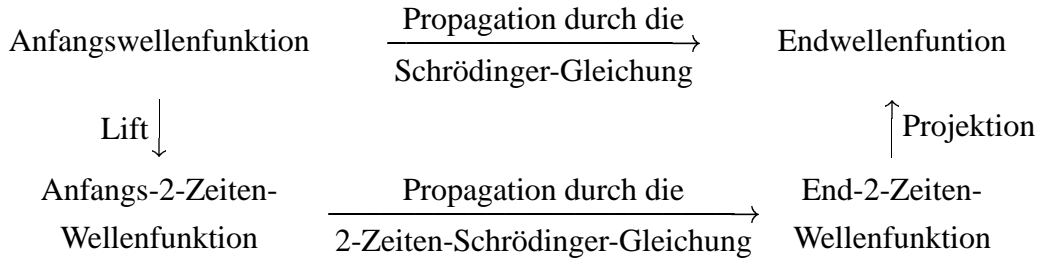 Propagation durch die
Anfangswellenfunktion
Endwellenfuntion
Schrödinger-Gleichung
Lift
Projektion
Anfangs-2-Zeiten-
Wellenfunktion
Propagation durch die
2-Zeiten-Schrödinger-Gleichung
End-2-Zeiten-
Wellenfunktion